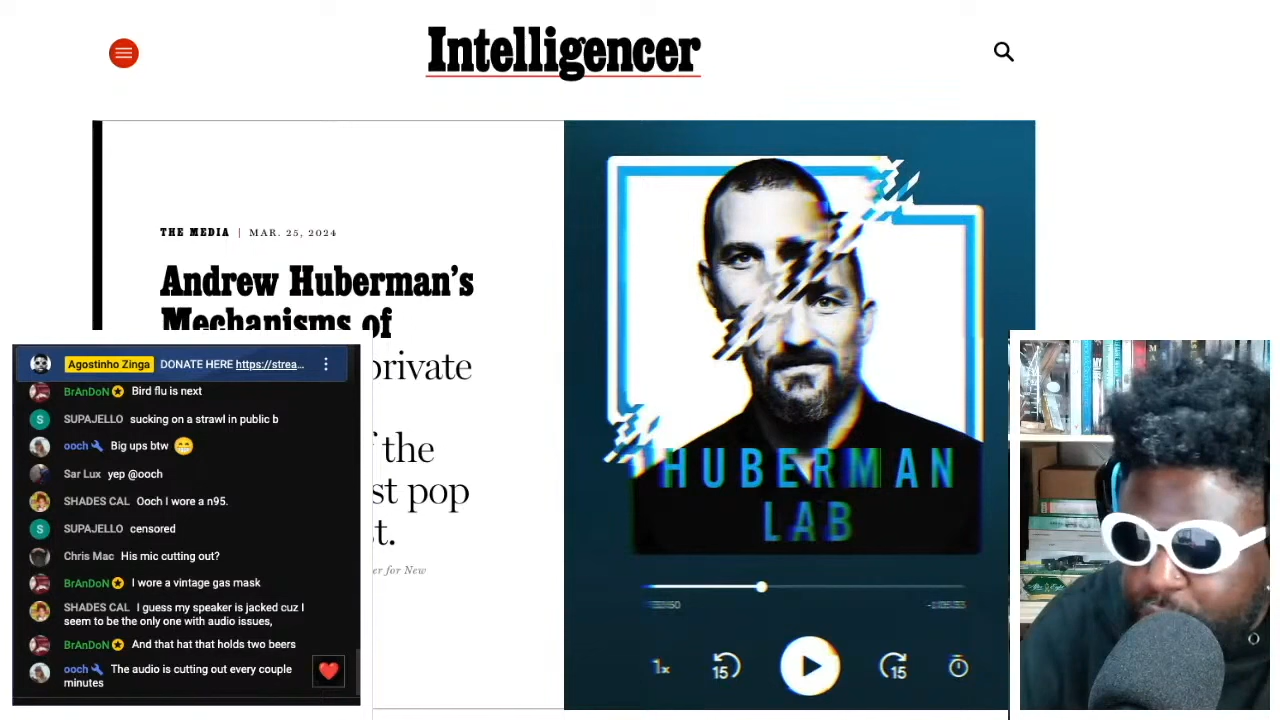 Intelligencer
THE MEDIA | MAR. 25, 2024
Andrew Huberman's
Mechanisms of
private
the
st pop
t.
er for New
HUBERMAN
LAB
1x
15
15
Agostinho Zinga DONATE HERE https://strea...
BrAnDoN Bird flu is next
S SUPAJELLO sucking on a strawl in public b
ooch Big ups btw
Sar Lux yep @ooch
SHADES CAL Ooch I wore a n95.
S SUPAJELLO censored
Chris Mac His mic cutting out?
BrAnDoN I wore a vintage gas mask
SHADES CAL I guess my speaker is jacked cuz I
seem to be the only one with audio issues,
BrAnDoN And that hat that holds two beers
ooch The audio is cutting out every couple
minutes